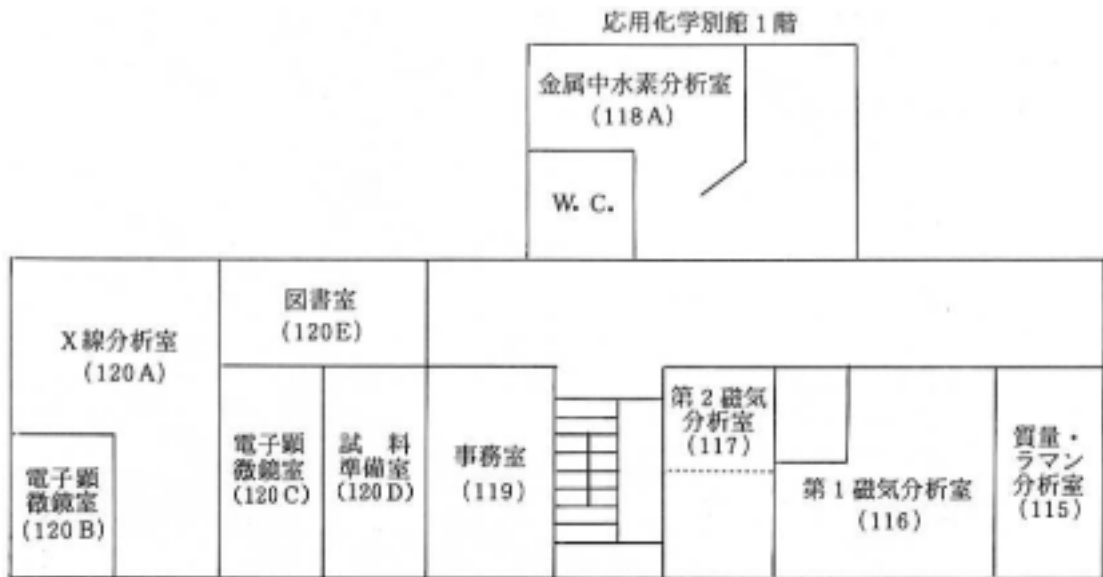 応用化学別館1階
金属中水素分析室
(118A)
W. C.
図書室
(120E)
X線分析室
(120A)
電子顕
微鏡室
(120B)
電子顕
微鏡室
(120C)
試 料
準備室
(120D)
事務室
(119)
第2磁気
分析室
(117)
第1磁気分析室
(116)
質量・
ラマン
分析室
(115)